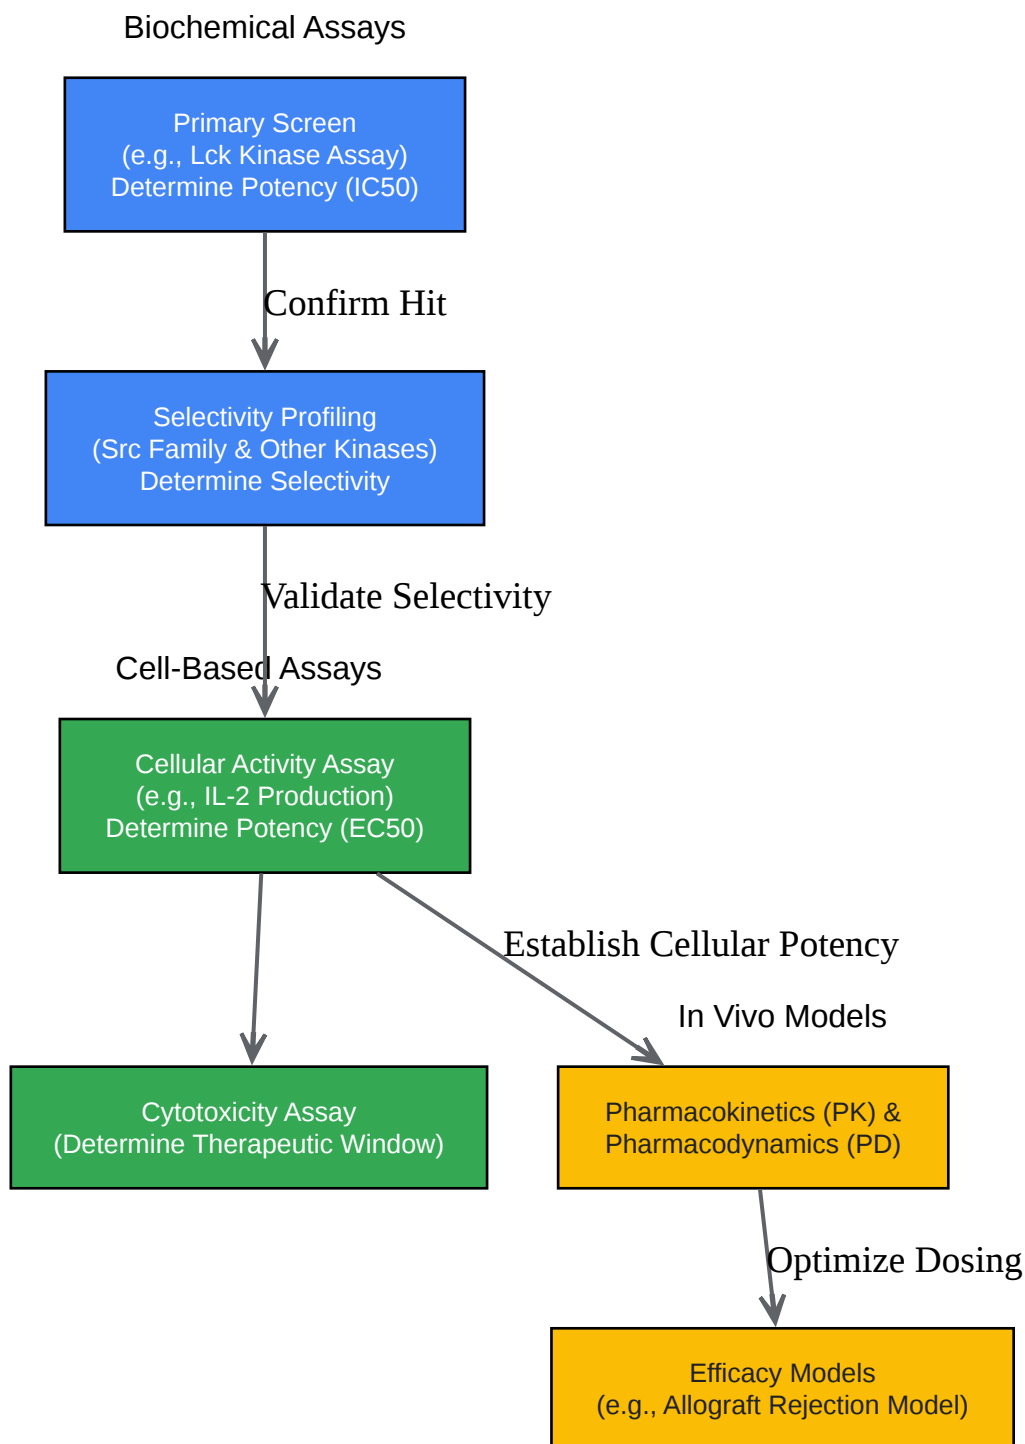 Biochemical Assays
Primary Screen
(e.g., Lck Kinase Assay)
Determine Potency (IC50)
Confirm Hit
Selectivity Profiling
(Src Family & Other Kinases)
Determine Selectivity
Validate Selectivity
Cell-Based Assays
Cellular Activity Assay
(e.g., IL-2 Production)
Determine Potency (EC50)
Establish Cellular Potency
In Vivo Models
Cytotoxicity Assay
(Determine Therapeutic Window)
Pharmacokinetics (PK) &
Pharmacodynamics (PD)
Optimize Dosing
Efficacy Models
(e.g., Allograft Rejection Model)